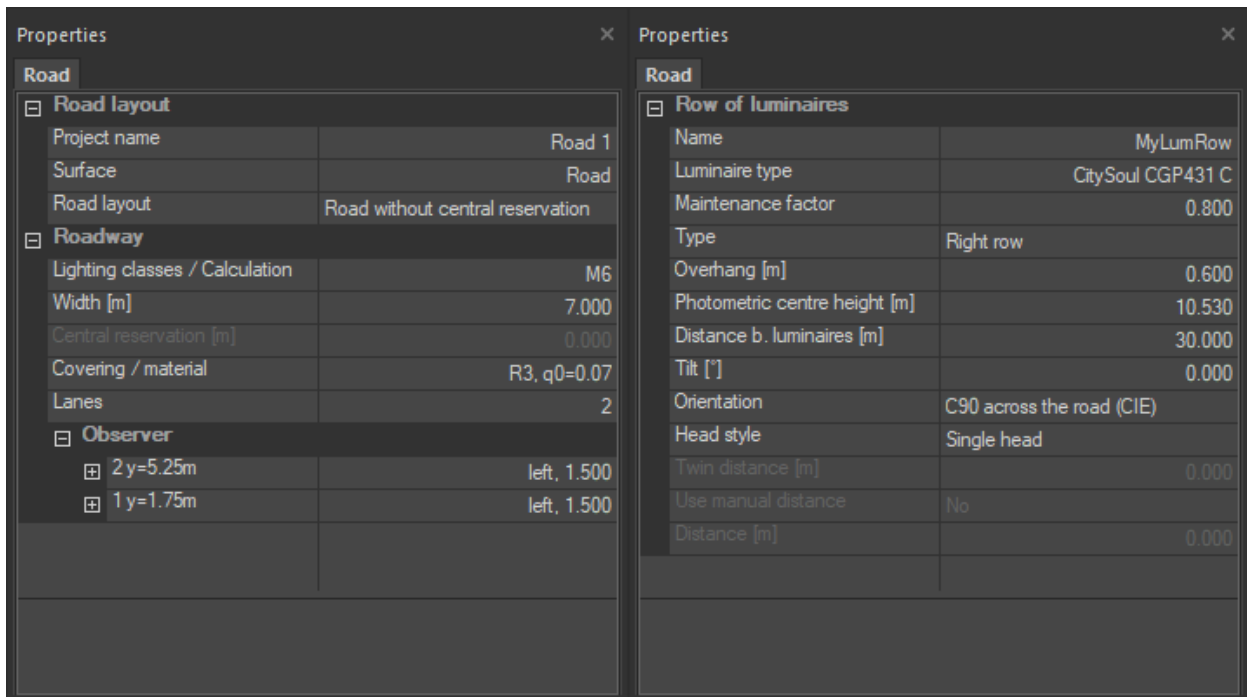 Properties
Road
Road layout
Project name Road 1
Surface Road
Road layout Road without central reservation
Roadway
Lighting classes / Calculation M6
Width [m] 7.000
Central reservation [m] 0.000
Covering / material R3, q0=0.07
Lanes 2
Observer
2 y=5.25m left, 1.500
1 y=1.75m left, 1.500
Properties
Road
Row of luminaires
Name MyLumRow
Luminaire type CitySoul CGP431 C
Maintenance factor 0.800
Type Right row
Overhang [m] 0.600
Photometric centre height [m] 10.530
Distance b. luminaires [m] 30.000
Tilt [°] 0.000
Orientation C90 across the road (CIE)
Head style Single head
Twin distance [m] 0.000
Use manual distance No
Distance [m] 0.000